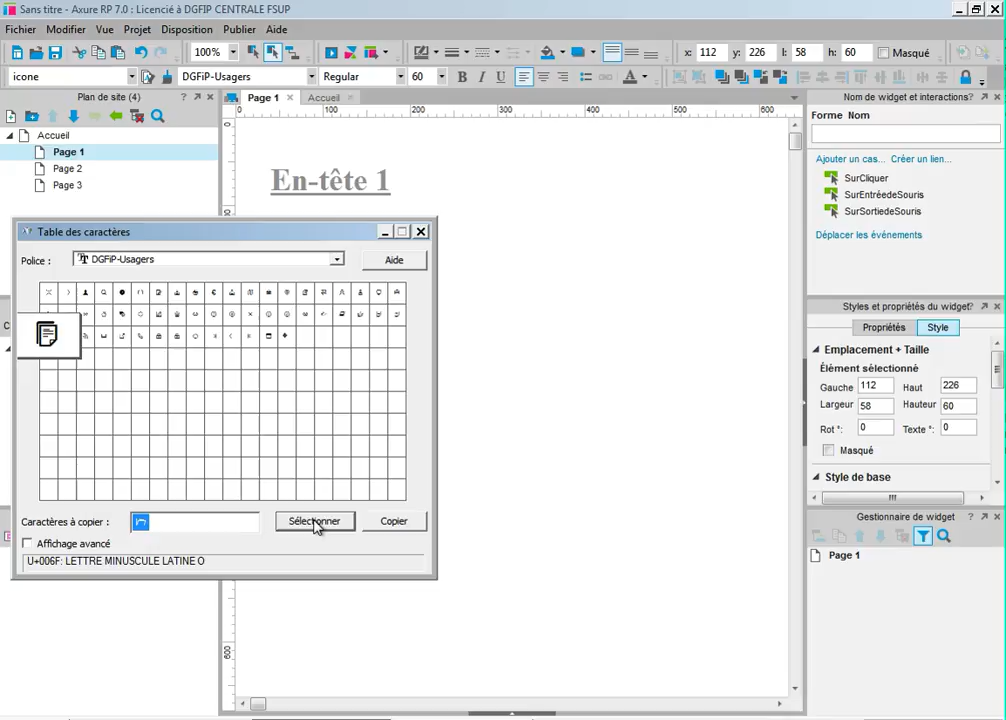 Sans titre - Axure RP 7.0 : Licencié à DGFIP CENTRALE FSUP
Fichier Modifier Vue Projet Disposition Publier Aide
100% x: 112 y: 226 l: 58 h: 60 Masqué
icone DGFiP-Usagers Regular 60 B I U A
Plan de site (4) ?
Accueil
Page 1
Page 2
Page 3
Page 1 Accueil
0 100 200 300 400 500 600
0
En-tête 1
600
Table des caractères
Police : DGFiP-Usagers Aide
Caractères à copier : Sélectionner Copier
Affichage avancé
U+006F: LETTRE MINUSCULE LATINE O
Nom de widget et interactions ?
Forme Nom
Ajouter un cas... Créer un lien...
SurCliquer
SurEntréedeSouris
SurSortiedeSouris
Déplacer les événements
Styles et propriétés du widget ?
Propriétés Style
Emplacement + Taille
Élément sélectionné
Gauche 112 Haut 226
Largeur 58 Hauteur 60
Rot °: 0 Texte °: 0
Masqué
Style de base
Gestionnaire de widget ?
Page 1